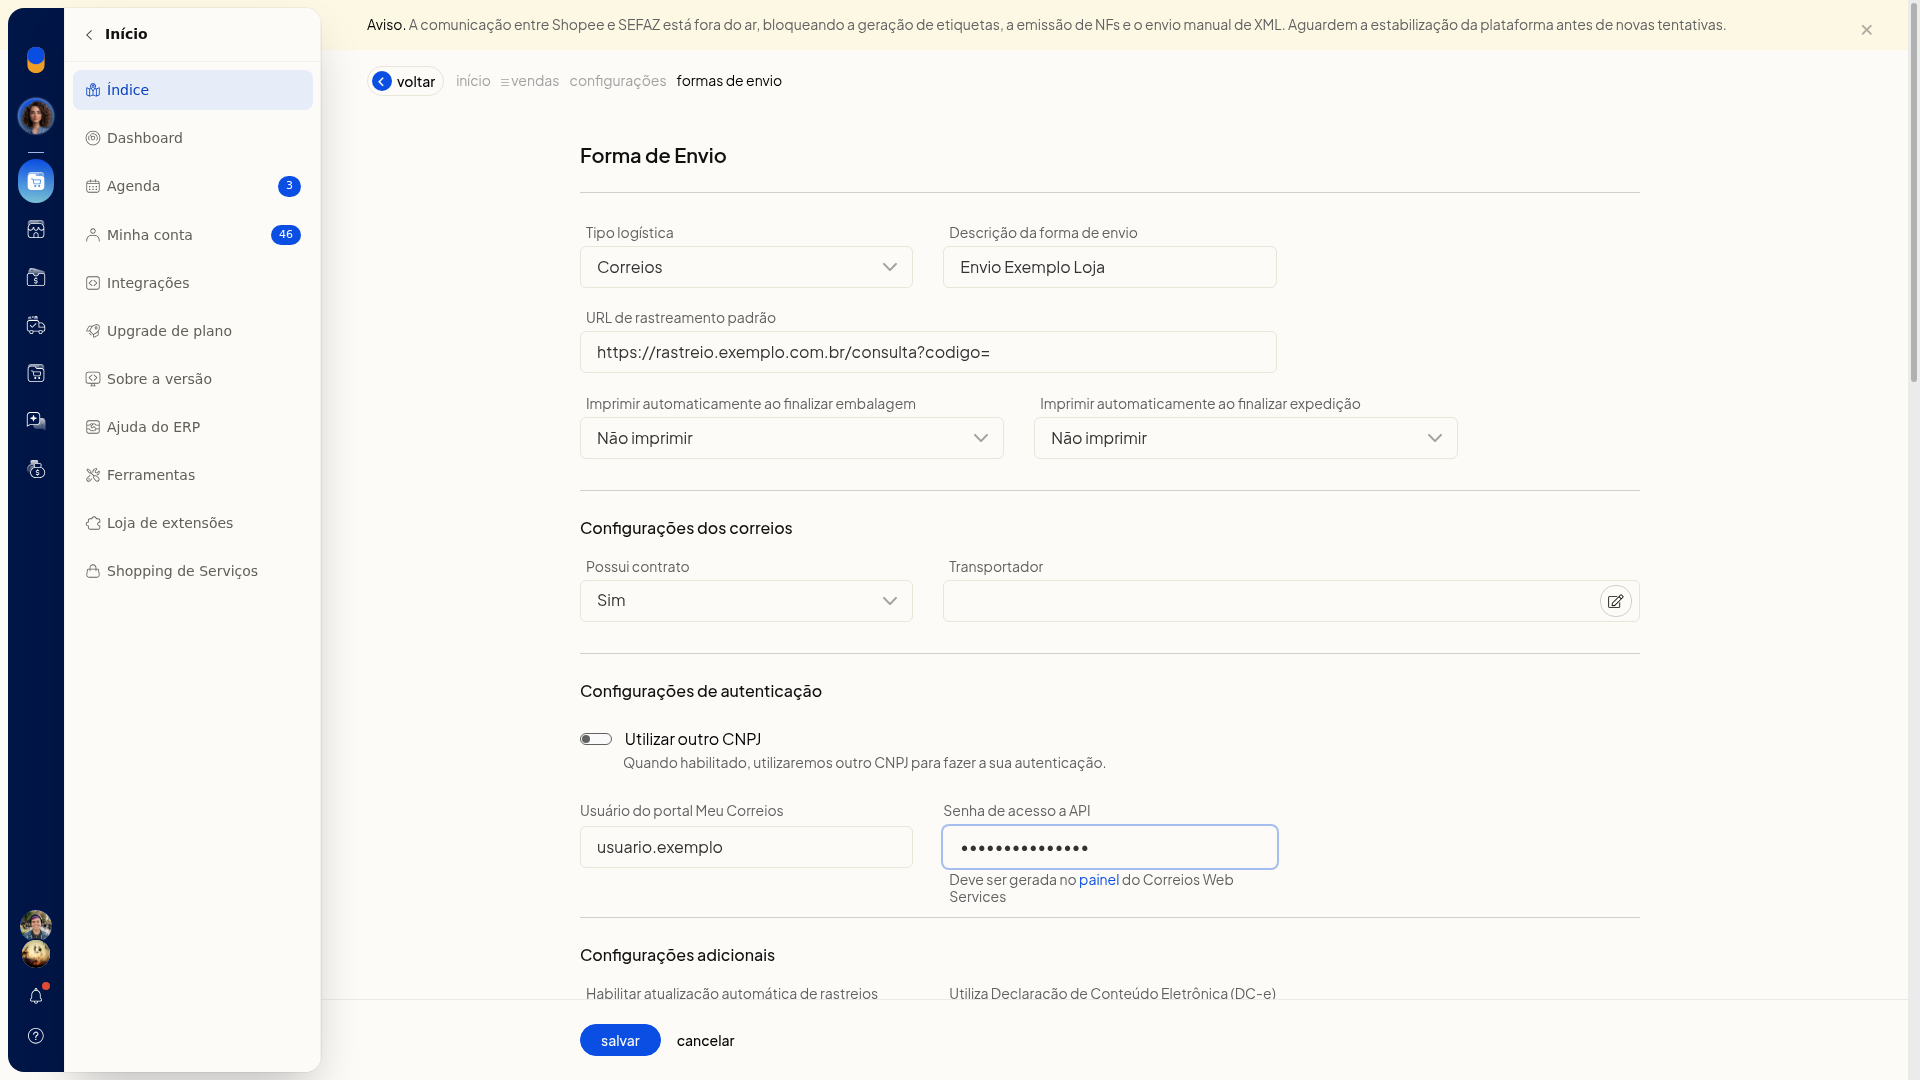 Aviso. A comunicação entre Shopee e SEFAZ está fora do ar, bloqueando a geração de etiquetas, a emissão de NFs e o envio manual de XML. Aguardem a estabilização da plataforma antes de novas tentativas.
Início
Índice
Dashboard
Agenda 3
Minha conta 46
Integrações
Upgrade de plano
Sobre a versão
Ajuda do ERP
Ferramentas
Loja de extensões
Shopping de Serviços
voltar início vendas configurações formas de envio
Forma de Envio
Tipo logística Descrição da forma de envio
Correios Envio Exemplo Loja
URL de rastreamento padrão
https://rastreio.exemplo.com.br/consulta?codigo=
Imprimir automaticamente ao finalizar embalagem Imprimir automaticamente ao finalizar expedição
Não imprimir Não imprimir
Configurações dos correios
Possui contrato Transportador
Sim
Configurações de autenticação
Utilizar outro CNPJ
Quando habilitado, utilizaremos outro CNPJ para fazer a sua autenticação.
Usuário do portal Meu Correios Senha de acesso a API
usuario.exemplo •••••••••••••••
Deve ser gerada no painel do Correios Web
Services
Configurações adicionais
Habilitar atualização automática de rastreios Utiliza Declaração de Conteúdo Eletrônica (DC-e)
salvar cancelar